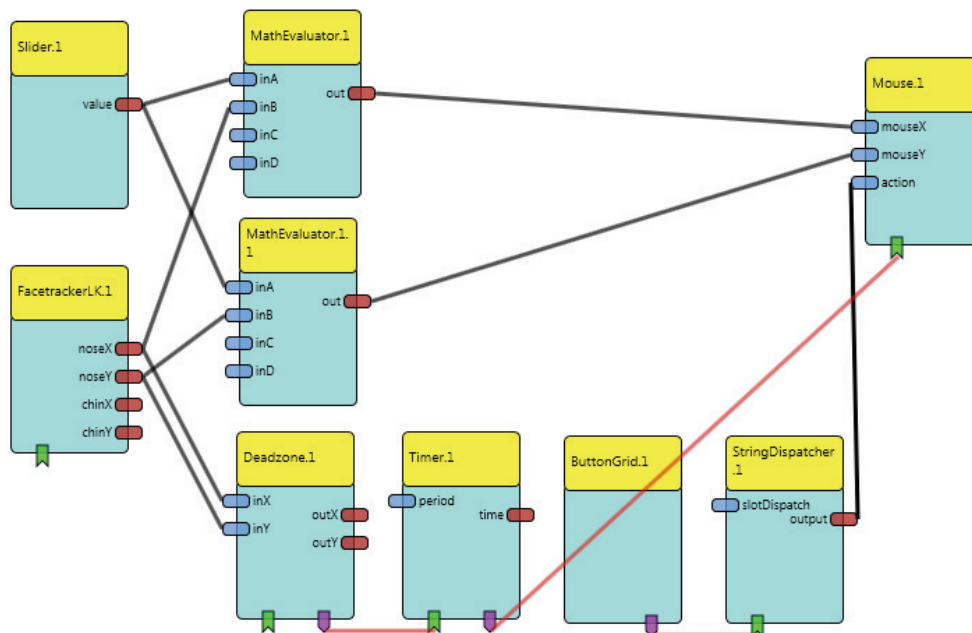 Slider.1
value
MathEvaluator.1
inA
inB
inC
inD
out
Mouse.1
mouseX
mouseY
action
MathEvaluator.1.
1
inA
inB
inC
inD
out
FacetrackerLK.1
noseX
noseY
chinX
chinY
Deadzone.1
inX
inY
outX
outY
Timer.1
period
time
ButtonGrid.1
StringDispatcher
.1
slotDispatch
output